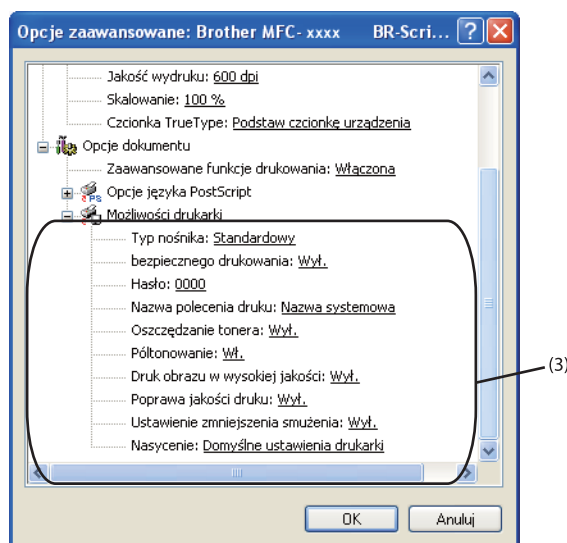 Opcje zaawansowane: Brother MFC- xxxx BR-Scri...
Jakość wydruku: 600 dpi
Skalowanie: 100 %
Czcionka TrueType: Podstaw czcionkę urządzenia
Opcje dokumentu
Zaawansowane funkcje drukowania: Włączona
PS Opcje języka PostScript
Możliwości drukarki
Typ nośnika: Standardowy
bezpiecznego drukowania: Wył.
Hasło: 0000
Nazwa polecenia druku: Nazwa systemowa
Oszczędzanie tonera: Wył.
Półtonowanie: Wł.
Druk obrazu w wysokiej jakości: Wył.
Poprawa jakości druku: Wył.
Ustawienie zmniejszenia smużenia: Wył.
Nasycenie: Domyślne ustawienia drukarki
(3)
OK Anuluj